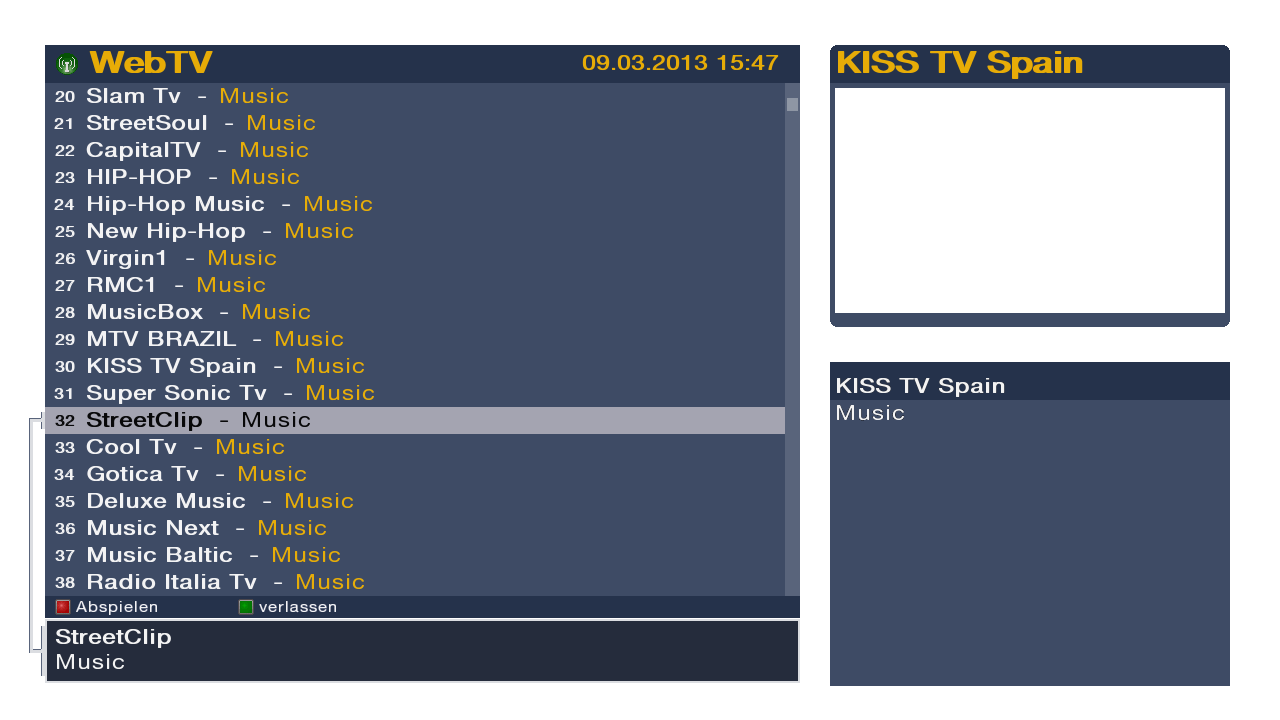 WebTV 09.03.2013 15:47
20 Slam Tv - Music
21 StreetSoul - Music
22 CapitalTV - Music
23 HIP-HOP - Music
24 Hip-Hop Music - Music
25 New Hip-Hop - Music
26 Virgin1 - Music
27 RMC1 - Music
28 MusicBox - Music
29 MTV BRAZIL - Music
30 KISS TV Spain - Music
31 Super Sonic Tv - Music
32 StreetClip - Music
33 Cool Tv - Music
34 Gotica Tv - Music
35 Deluxe Music - Music
36 Music Next - Music
37 Music Baltic - Music
38 Radio Italia Tv - Music
Abspielen verlassen
StreetClip
Music
KISS TV Spain
KISS TV Spain
Music